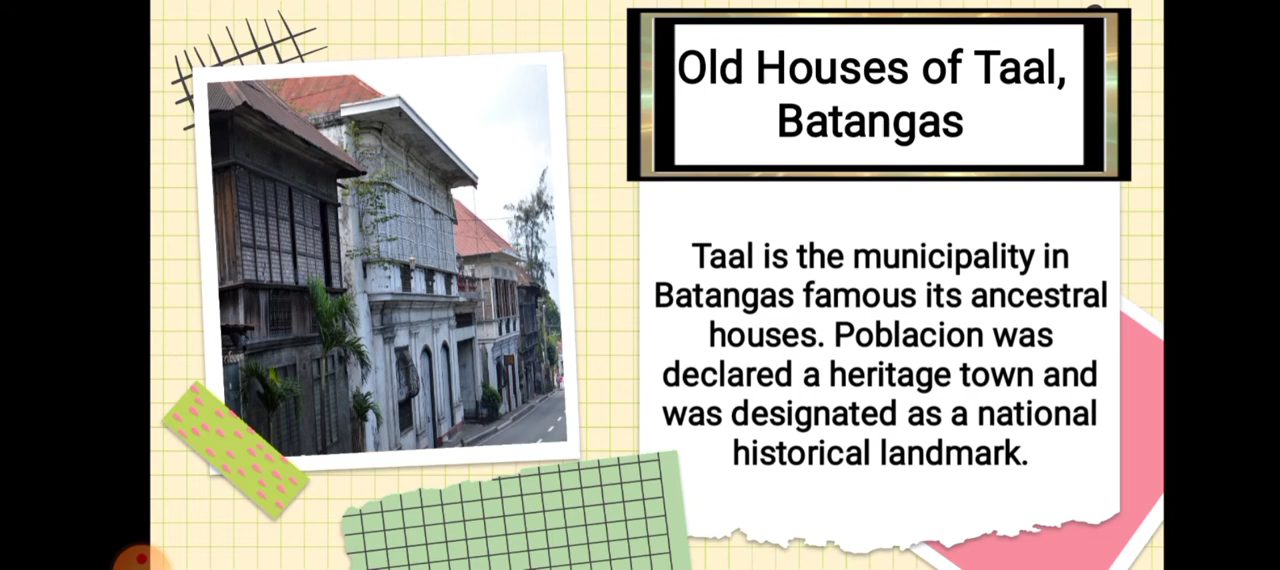 Old Houses of Taal,
Batangas
Taal is the municipality in
Batangas famous its ancestral
houses. Poblacion was
declared a heritage town and
was designated as a national
historical landmark.